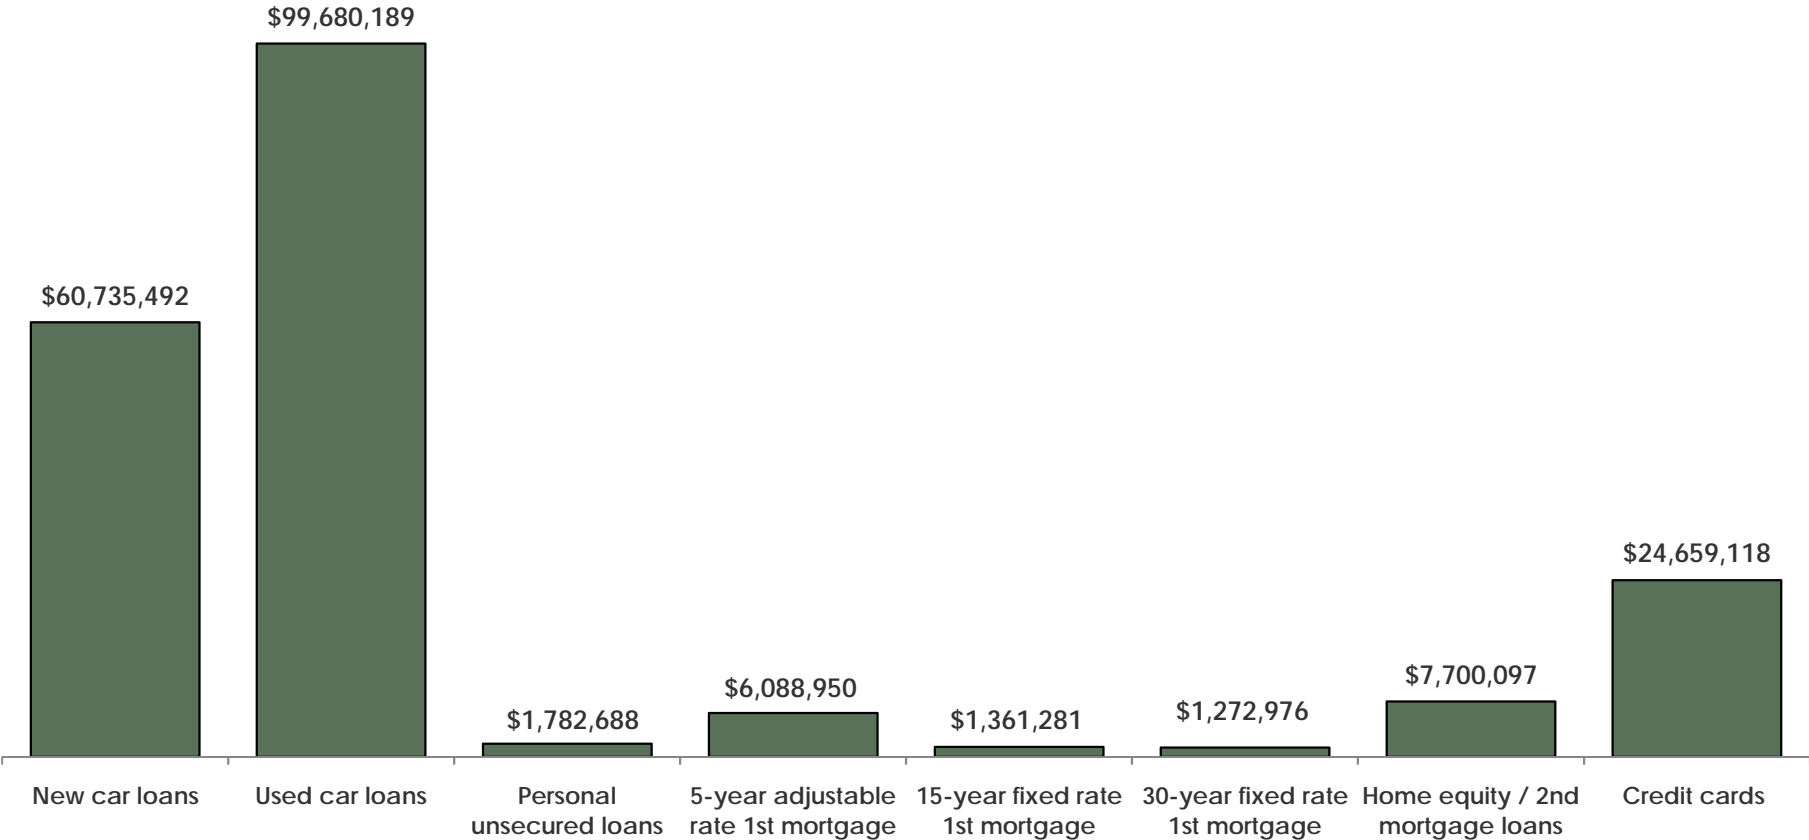 $99,680,189
$60,735,492
$24,659,118
$7,700,097
$6,088,950
$1,782,688
$1,361,281
$1,272,976
New car loans
Used car loans
Personal
unsecured loans
5-year adjustable
rate 1st mortgage
15-year fixed rate
1st mortgage
30-year fixed rate
1st mortgage
Home equity / 2nd
mortgage loans
Credit cards